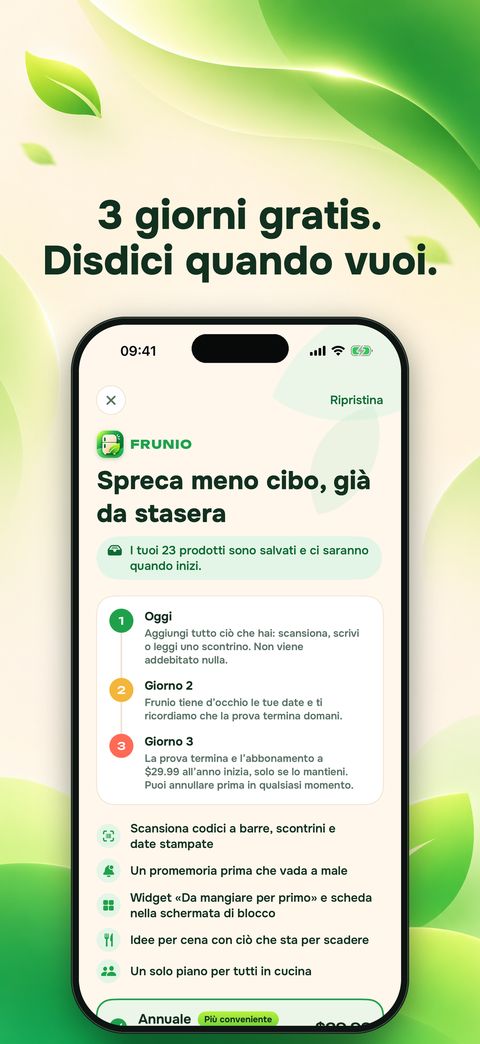 3 giorni gratis.
Disdici quando vuoi.
09:41
Ripristina
FRUNIO
Spreca meno cibo, già
da stasera
I tuoi 23 prodotti sono salvati e ci saranno
quando inizi.
1
Oggi
Aggiungi tutto ciò che hai: scansiona, scrivi
o leggi uno scontrino. Non viene
addebitato nulla.
2
Giorno 2
Frunio tiene d'occhio le tue date e ti
ricordiamo che la prova termina domani.
3
Giorno 3
La prova termina e l'abbonamento a
$29.99 all'anno inizia, solo se lo mantieni.
Puoi annullare prima in qualsiasi momento.
Scansiona codici a barre, scontrini e
date stampate
Un promemoria prima che vada a male
Widget «Da mangiare per primo» e scheda
nella schermata di blocco
Idee per cena con ciò che sta per scadere
Un solo piano per tutti in cucina
Annuale
Più conveniente